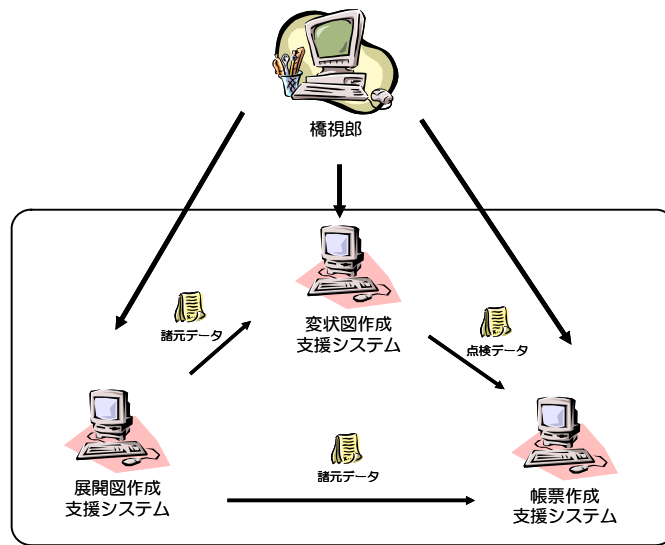 橋視郎
変状図作成
支援システム
諸元データ
点検データ
展開図作成
支援システム
諸元データ
帳票作成
支援システム